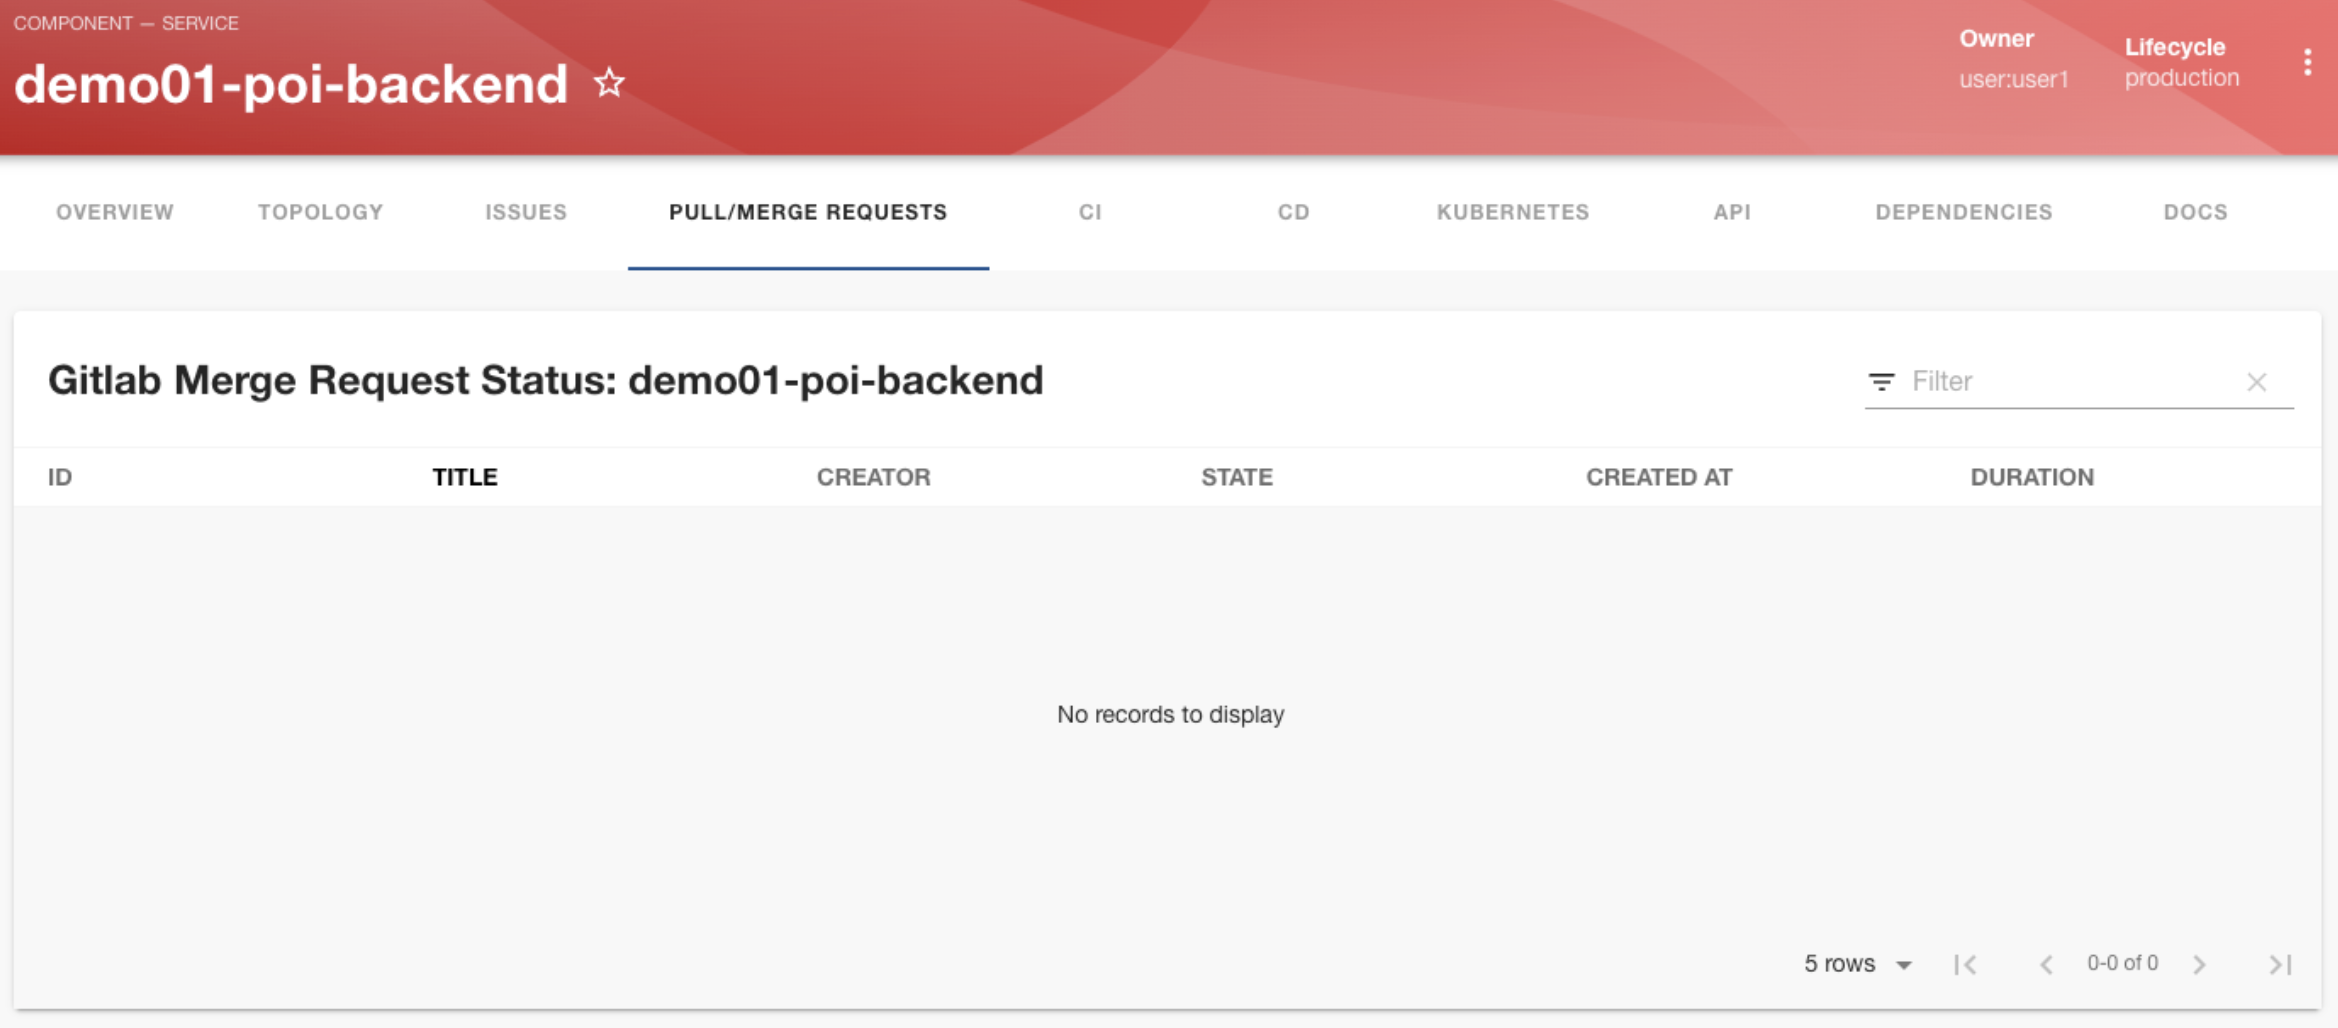 COMPONENT — SERVICE
demo01-poi-backend
Owner
user:user1
Lifecycle
production
OVERVIEW TOPOLOGY ISSUES PULL/MERGE REQUESTS CI CD KUBERNETES API DEPENDENCIES DOCS
Gitlab Merge Request Status: demo01-poi-backend
Filter
ID TITLE CREATOR STATE CREATED AT DURATION
No records to display
5 rows 0-0 of 0